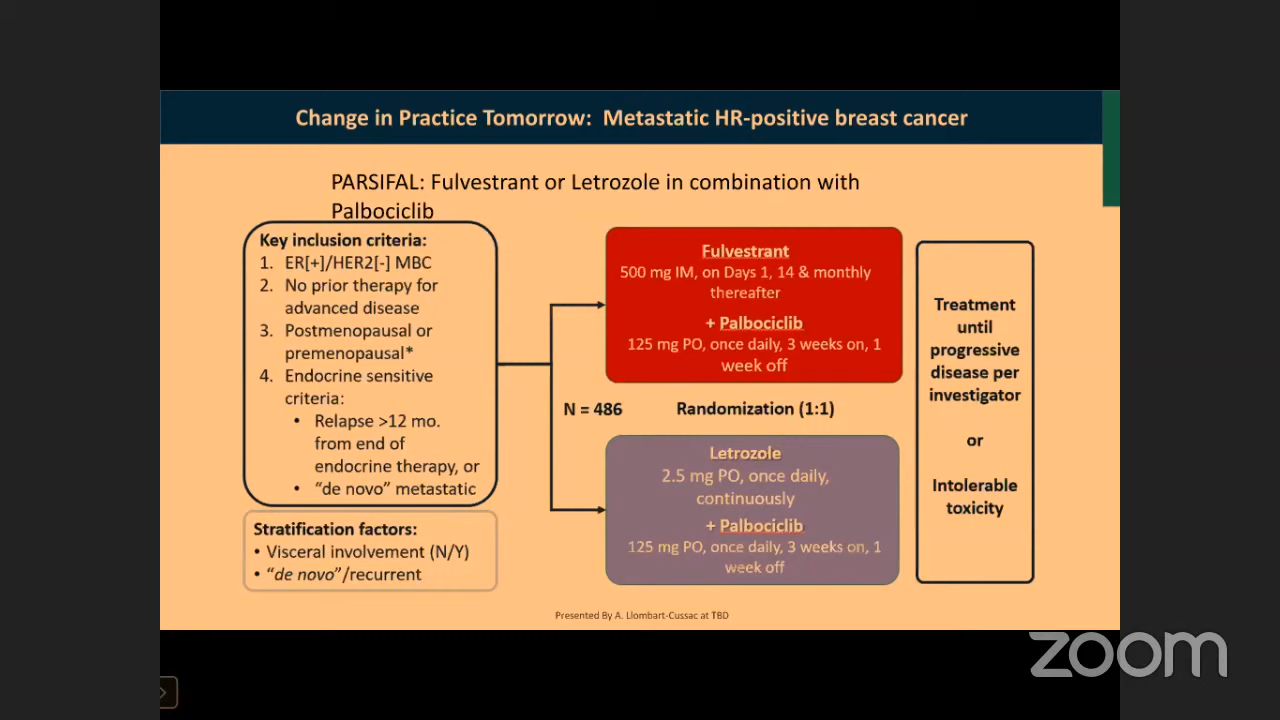 Change in Practice Tomorrow: Metastatic HR-positive breast cancer
PARSIFAL: Fulvestrant or Letrozole in combination with
Palbociclib
Key inclusion criteria:
1. ER[+]/HER2[-] MBC
2. No prior therapy for
advanced disease
3. Postmenopausal or
premenopausal*
4. Endocrine sensitive
criteria:
• Relapse >12 mo.
from end of
endocrine therapy, or
• “de novo” metastatic
Stratification factors:
• Visceral involvement (N/Y)
• “de novo”/recurrent
N = 486
Randomization (1:1)
Fulvestrant
500 mg IM, on Days 1, 14 & monthly
thereafter
+ Palbociclib
125 mg PO, once daily, 3 weeks on, 1
week off
Letrozole
2.5 mg PO, once daily,
continuously
+ Palbociclib
125 mg PO, once daily, 3 weeks on, 1
week off
Treatment
until
progressive
disease per
investigator
or
Intolerable
toxicity
Presented By A. Llombart-Cussac at TBD
zoom